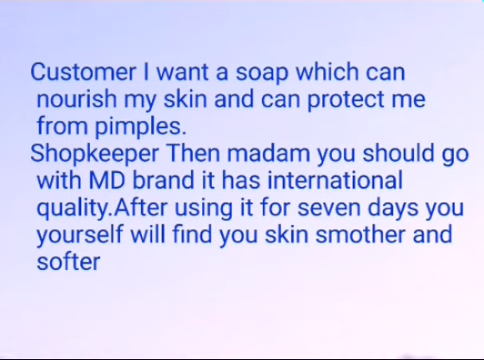 Customer I want a soap which can
nourish my skin and can protect me
from pimples.
Shopkeeper Then madam you should go
with MD brand it has international
quality.After using it for seven days you
yourself will find you skin smother and
softer